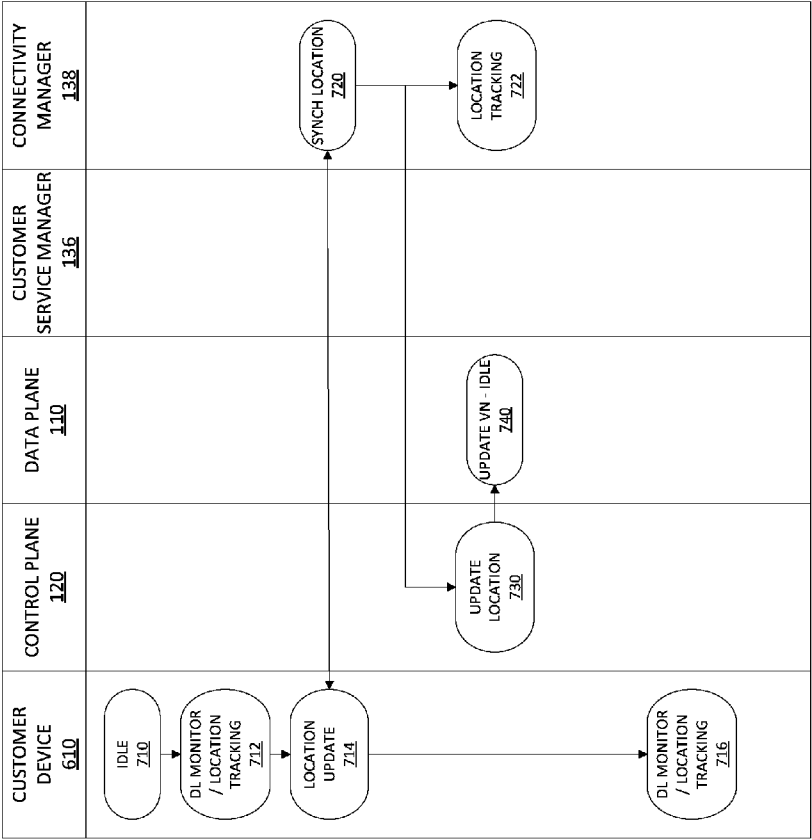 CONNECTIVITY
MANAGER
138
SYNCH LOCATION
720
LOCATION
TRACKING
722
CUSTOMER
SERVICE MANAGER
136
DATA PLANE
110
UPDATE VN - IDLE
740
CONTROL PLANE
120
UPDATE
LOCATION
730
CUSTOMER
DEVICE
610
IDLE
710
DL MONITOR
/ LOCATION
TRACKING
712
LOCATION
UPDATE
714
DL MONITOR
/ LOCATION
TRACKING
716